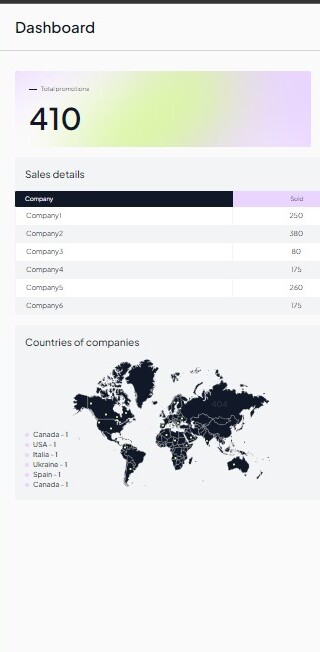 Dashboard
Total promotions
410
Sales details
Company Sold
Company1 250
Company2 380
Company3 80
Company4 175
Company5 260
Company6 175
Countries of companies
404
Canada - 1
USA - 1
Italia - 1
Ukraine - 1
Spain - 1
Canada - 1